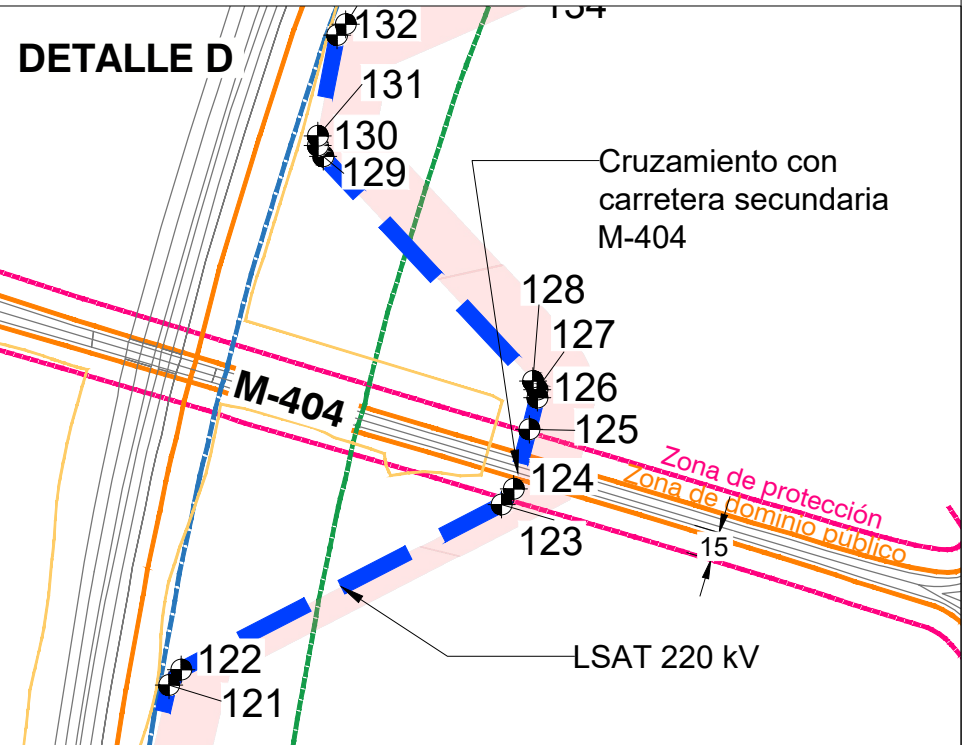 134
132
DETALLE D
131
130
129
Cruzamiento con
carretera secundaria
M-404
128
127
126
M-404
125
Zona de protección
124
Zona de dominio público
123
15
122
LSAT 220 kV
121